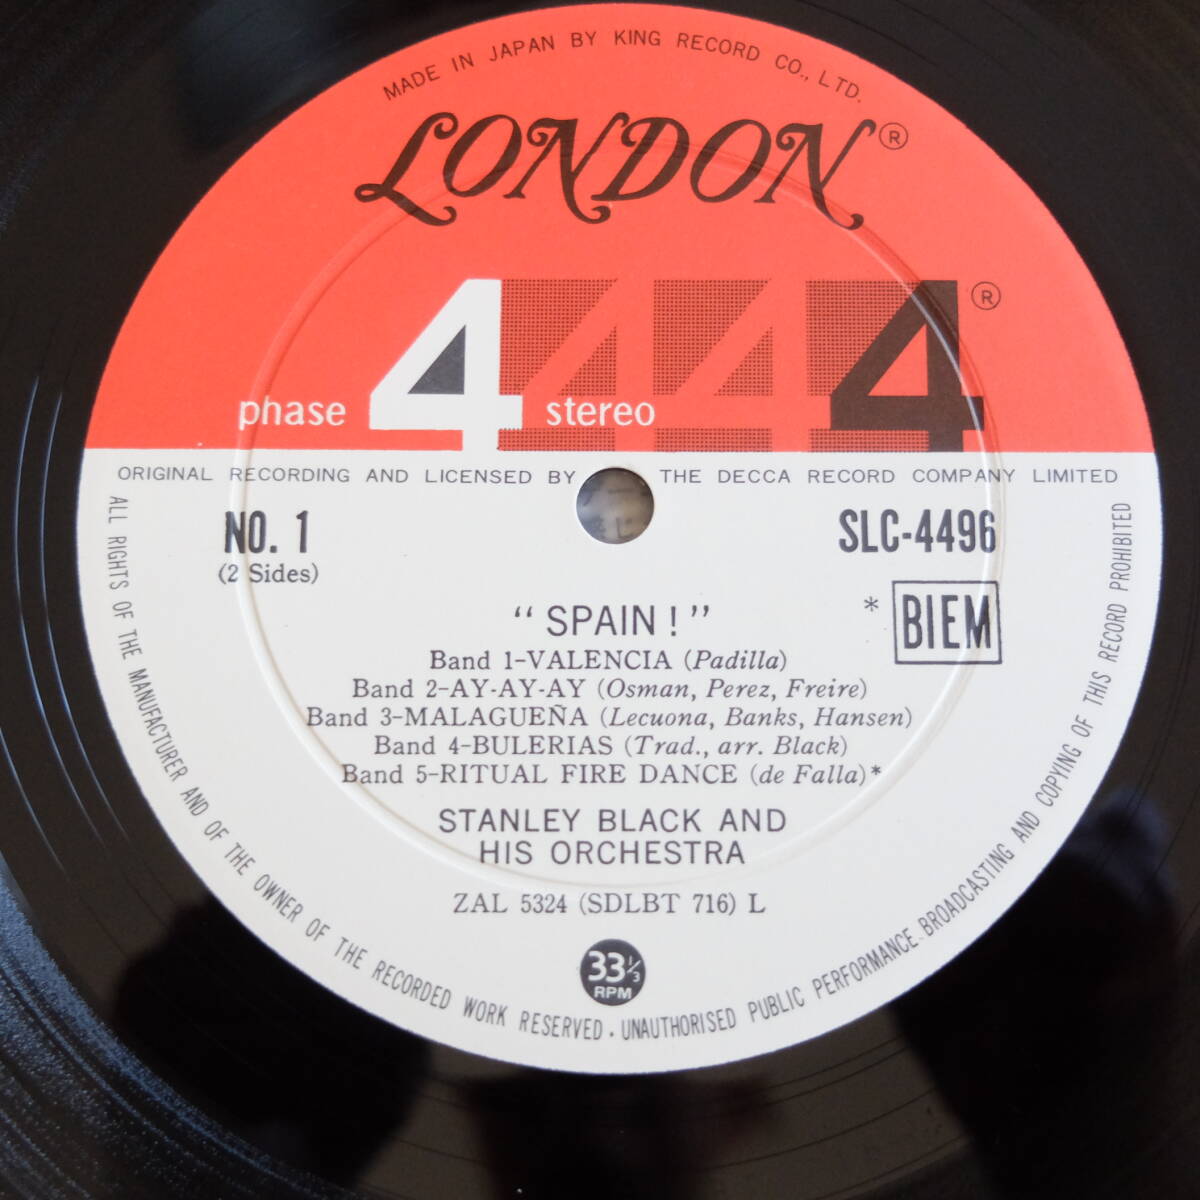 MADE IN JAPAN BY KING RECORD CO., LTD.
LONDON®
phase 4 stereo 4 4 4®
ORIGINAL RECORDING AND LICENSED BY THE DECCA RECORD COMPANY LIMITED
NO. 1
(2 Sides)
SLC-4496
* BIEM
“SPAIN!”
Band 1-VALENCIA (Padilla)
Band 2-AY-AY-AY (Osman, Perez, Freire)
Band 3-MALAGUEÑA (Lecuona, Banks, Hansen)
Band 4-BULERIAS (Trad., arr. Black)
Band 5-RITUAL FIRE DANCE (de Falla)*
STANLEY BLACK AND
HIS ORCHESTRA
ZAL 5324 (SDLBT 716) L
33 1/3
RPM
ALL RIGHTS OF THE MANUFACTURER AND OF THE OWNER OF THE RECORDED WORK RESERVED. UNAUTHORISED PUBLIC PERFORMANCE. BROADCASTING AND COPYING OF THIS RECORD PROHIBITED